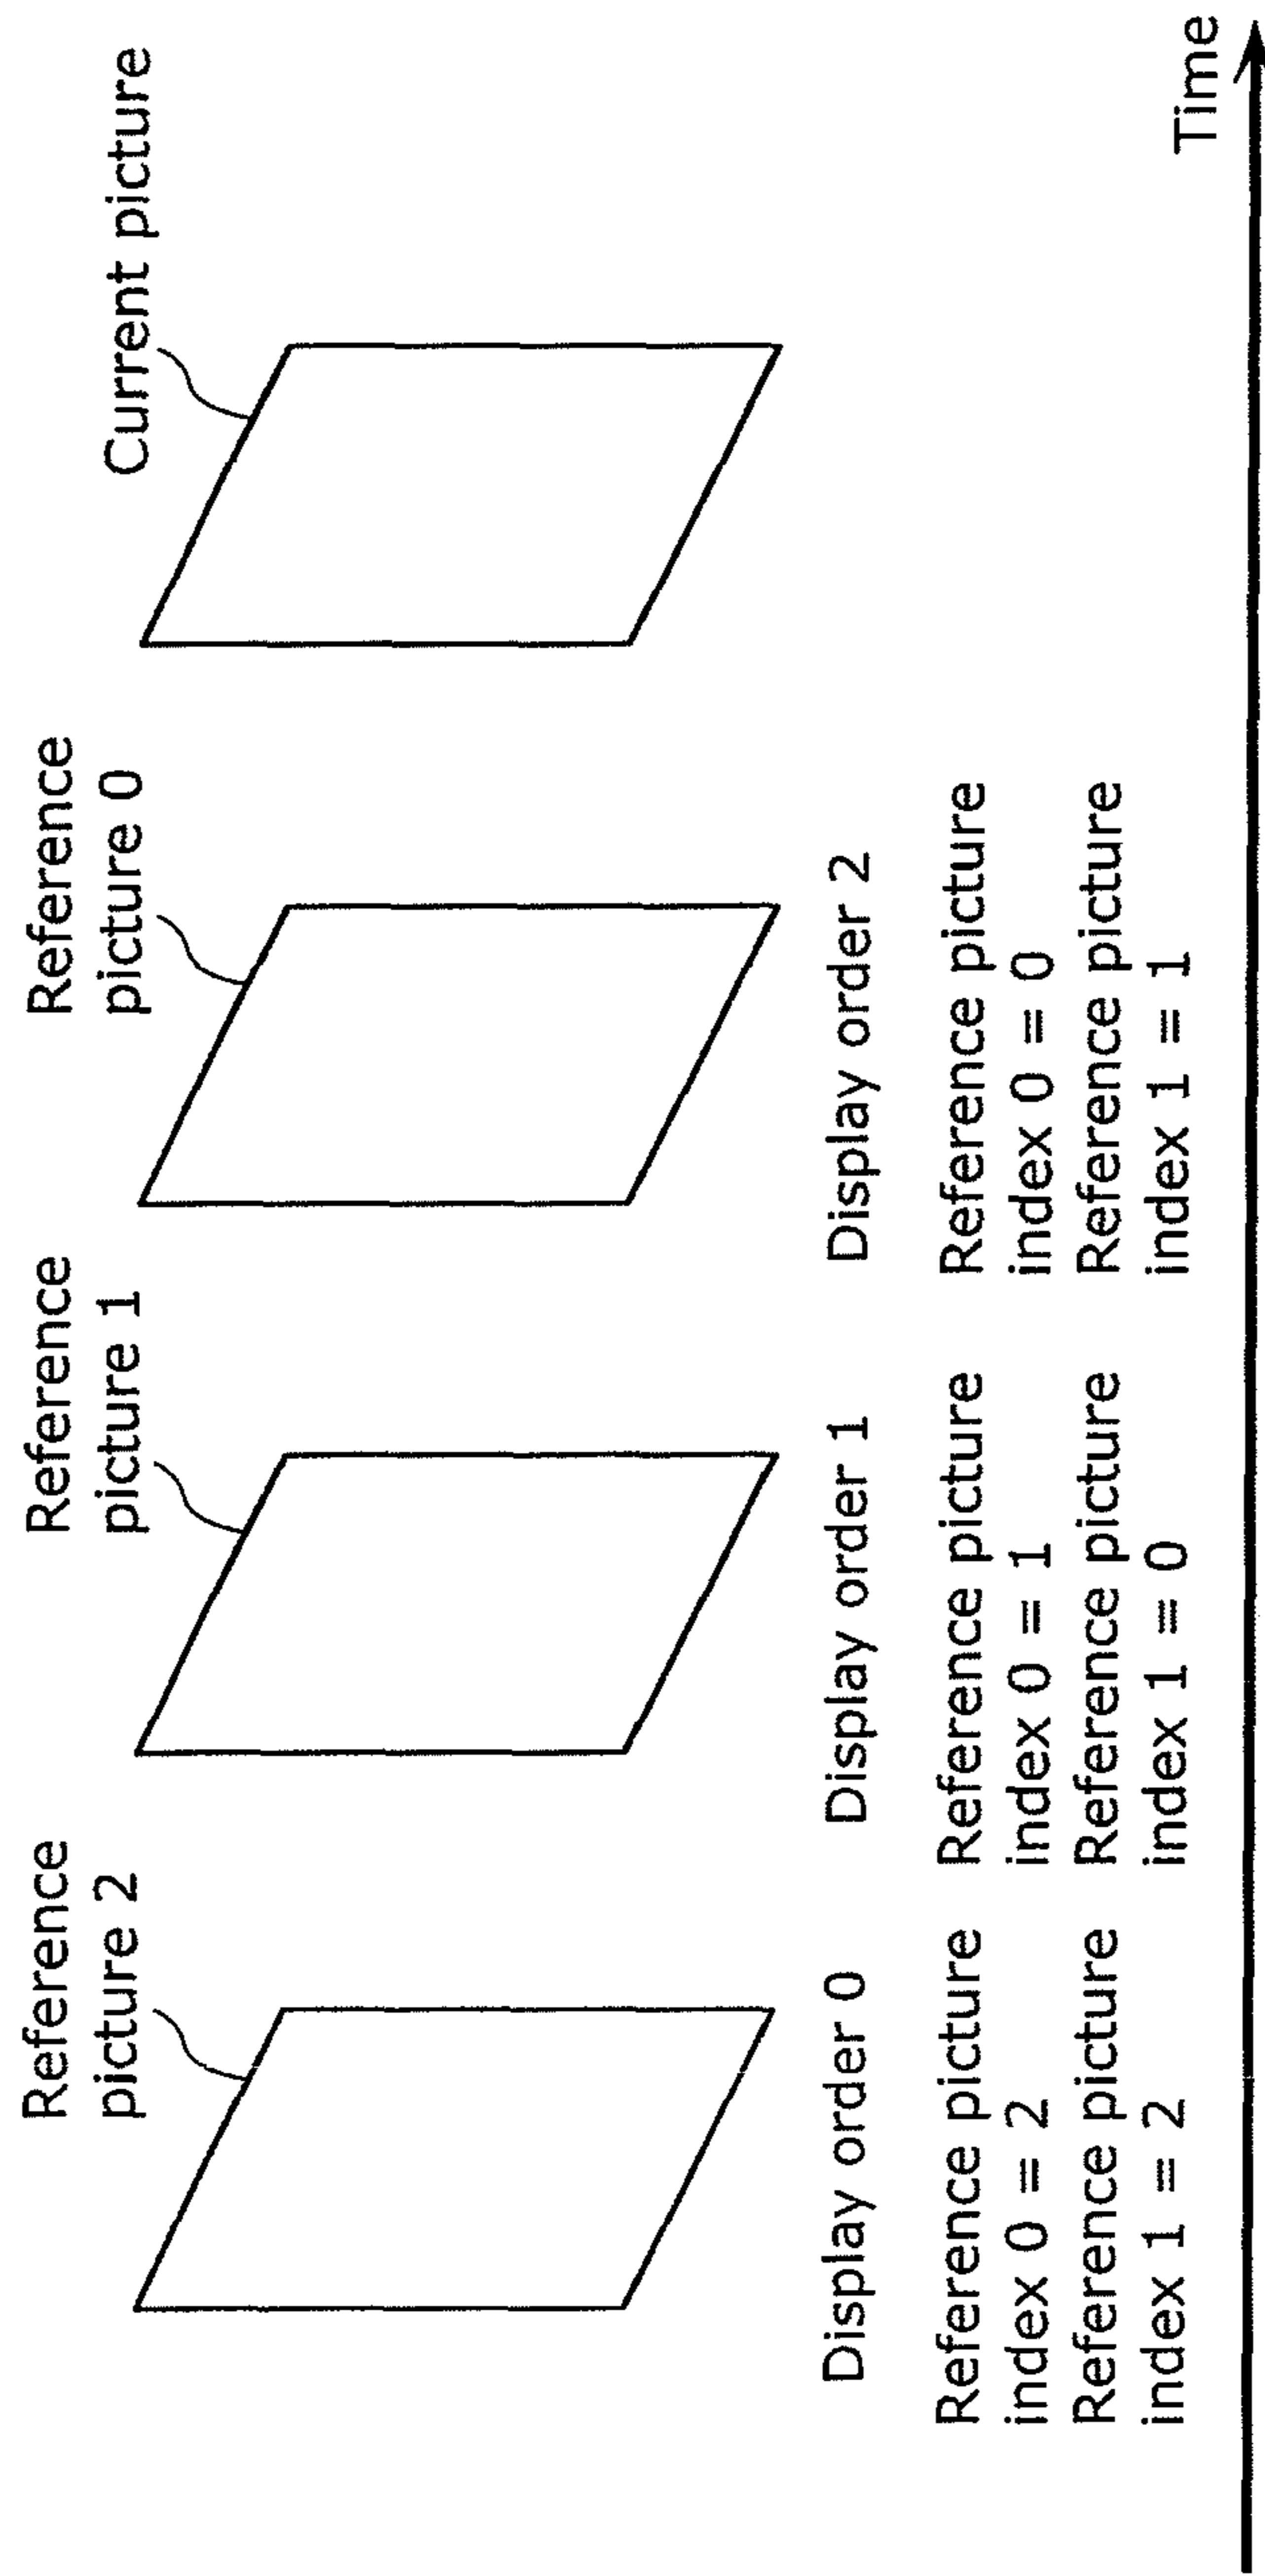 Reference
picture 2
Reference
picture 1
Reference
picture 0
Current picture
Display order 0
Display order 1
Display order 2
Reference picture
index 0 = 2
Reference picture
index 1 = 2
Reference picture
index 0 = 1
Reference picture
index 1 = 0
Reference picture
index 0 = 0
Reference picture
index 1 = 1
Time